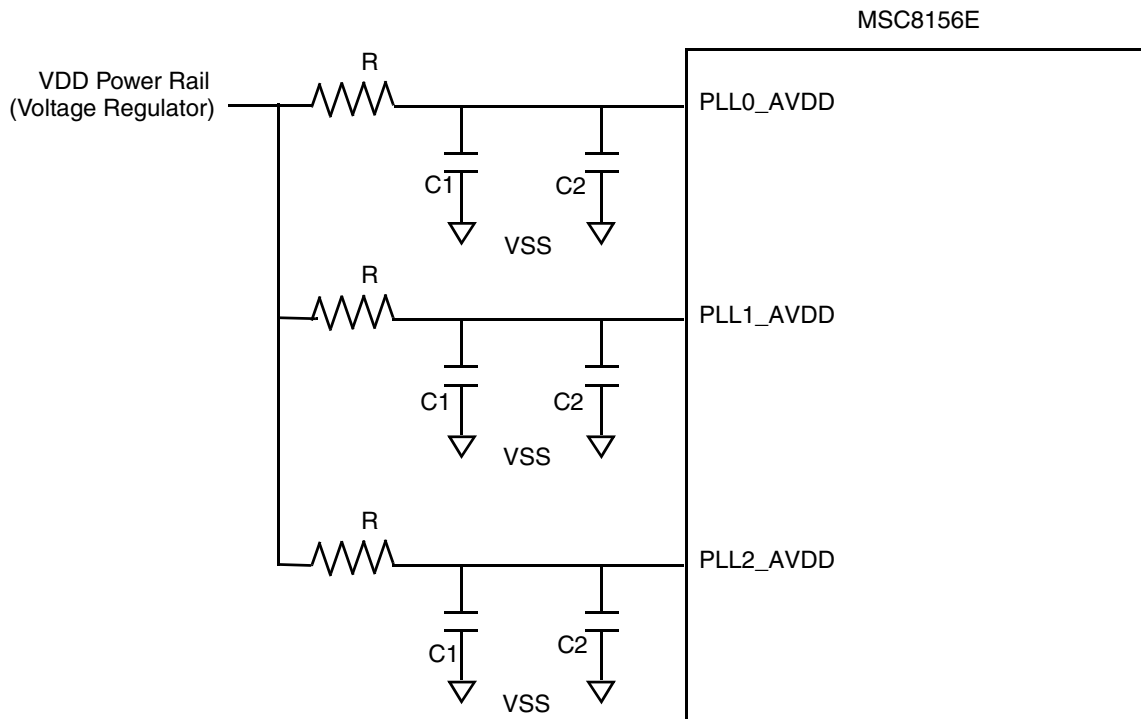 MSC8156E
R
VDD Power Rail
(Voltage Regulator)
PLL0_AVDD
C1
C2
VSS
R
PLL1_AVDD
C1
C2
VSS
R
PLL2_AVDD
C1
C2
VSS